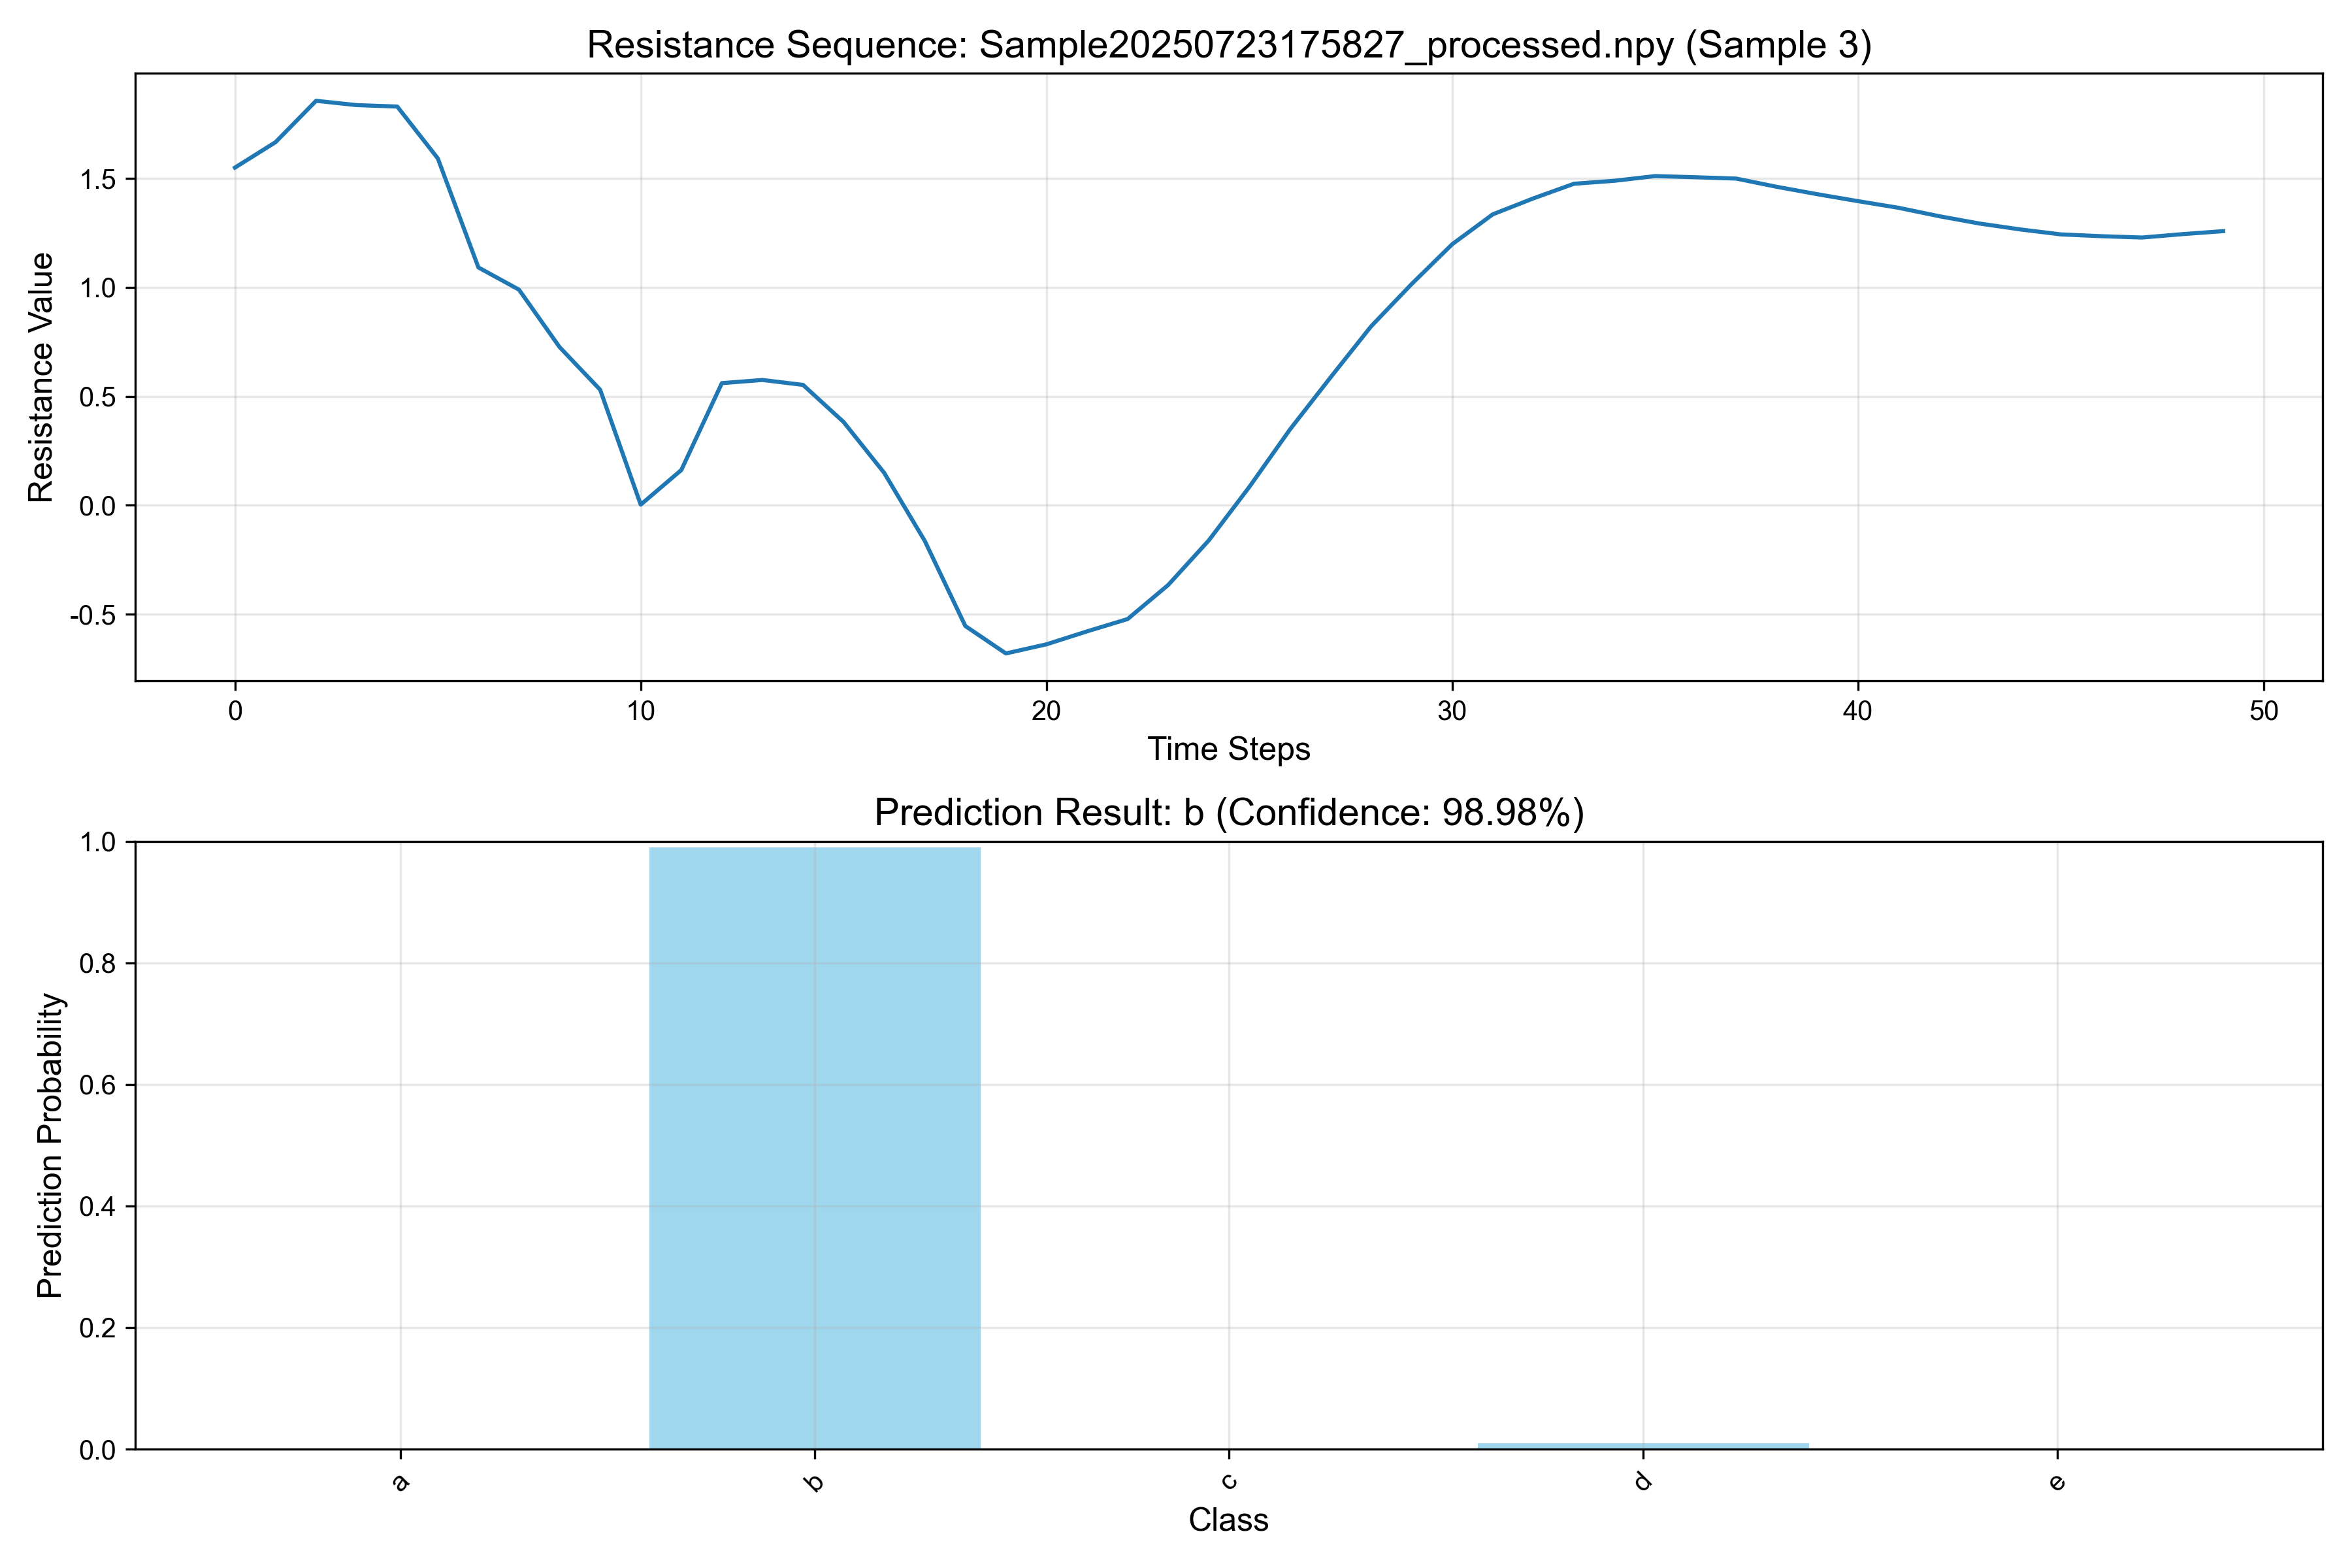 Resistance Sequence: Sample20250723175827_processed.npy (Sample 3)
Resistance Value
1.5
1.0
0.5
0.0
-0.5
0 10 20 30 40 50
Time Steps
Prediction Result: b (Confidence: 98.98%)
Prediction Probability
1.0
0.8
0.6
0.4
0.2
0.0
a b c d e
Class